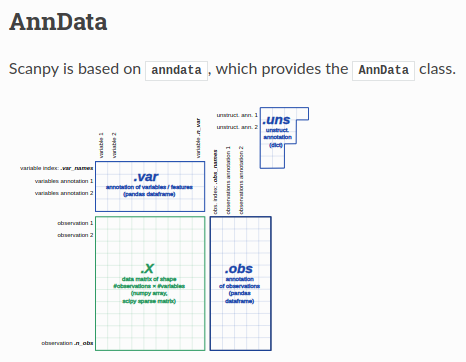 AnnData
Scanpy is based on anndata, which provides the AnnData class.
unstruct. ann. 1
unstruct. ann. 2
.uns
unstruct.
annotation
(dict)
variable 1
variable 2
variable .n_var
variable index: .var_names
variables annotation 1
variables annotation 2
.var
annotation of variables / features
(pandas dataframe)
obs. index: .obs_names
observations annotation 1
observations annotation 2
observation 1
observation 2
observation .n_obs
.X
data matrix of shape
#observations × #variables
(numpy array,
scipy sparse matrix)
.obs
annotation
of observations
(pandas
dataframe)